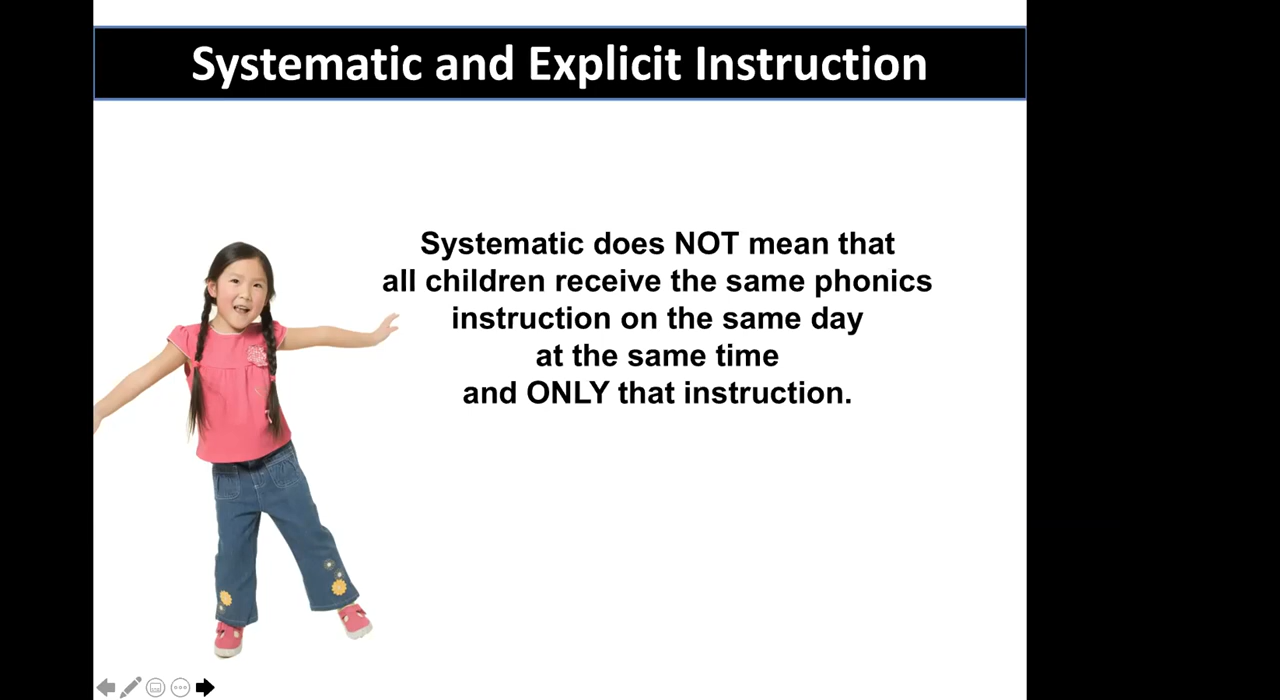 Systematic and Explicit Instruction
Systematic does NOT mean that
all children receive the same phonics
instruction on the same day
at the same time
and ONLY that instruction.